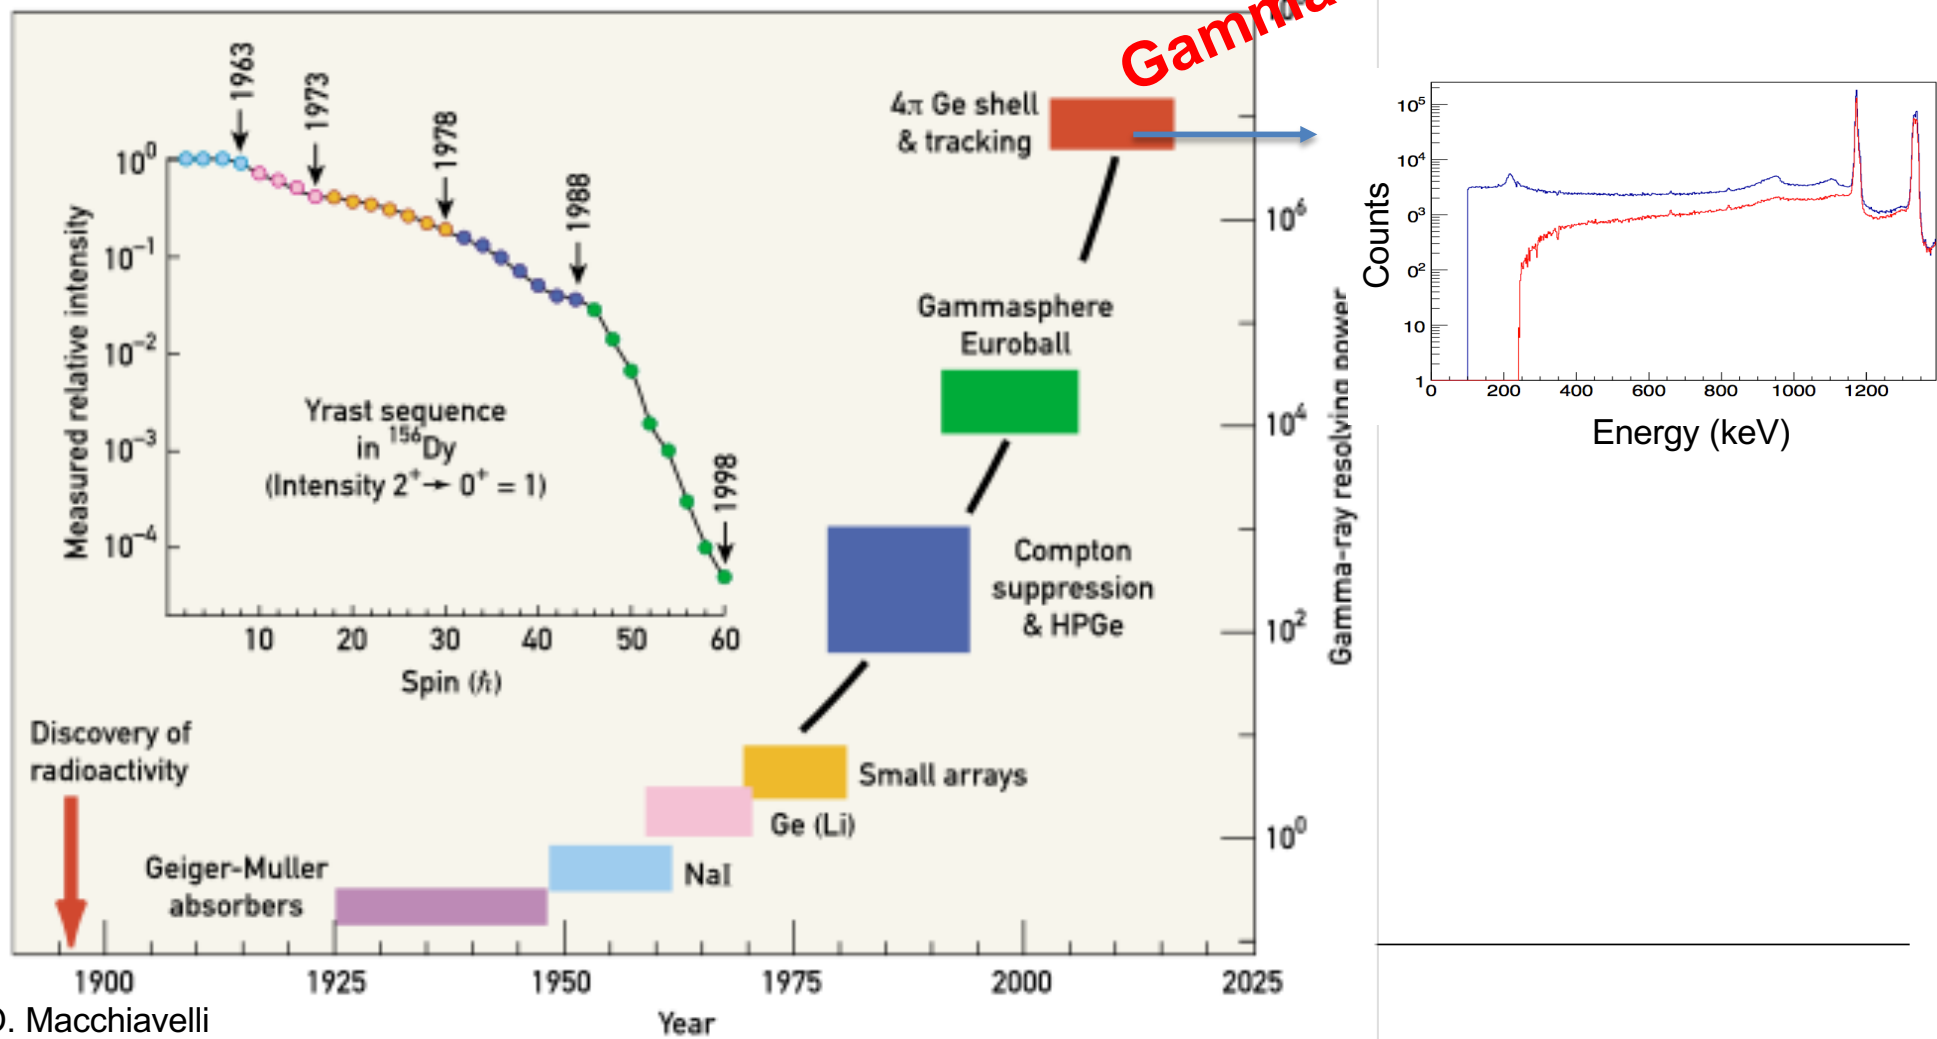 Gamma
1963
1973
1978
1988
1998
10⁰
10⁻¹
10⁻²
10⁻³
10⁻⁴
Measured relative intensity
Yrast sequence
in ¹⁵⁶Dy
(Intensity 2⁺→ 0⁺ = 1)
10
20
30
40
50
60
Spin (ℏ)
4π Ge shell
& tracking
Gammasphere
Euroball
Compton
suppression
& HPGe
Small arrays
Ge (Li)
NaI
Geiger-Muller
absorbers
Discovery of
radioactivity
10⁶
10⁴
10²
10⁰
Gamma-ray resolving power
1900
1925
1950
1975
2000
2025
Year
. Macchiavelli
10⁵
10⁴
0³
0²
10
1
Counts
0
200
400
600
800
1000
1200
Energy (keV)